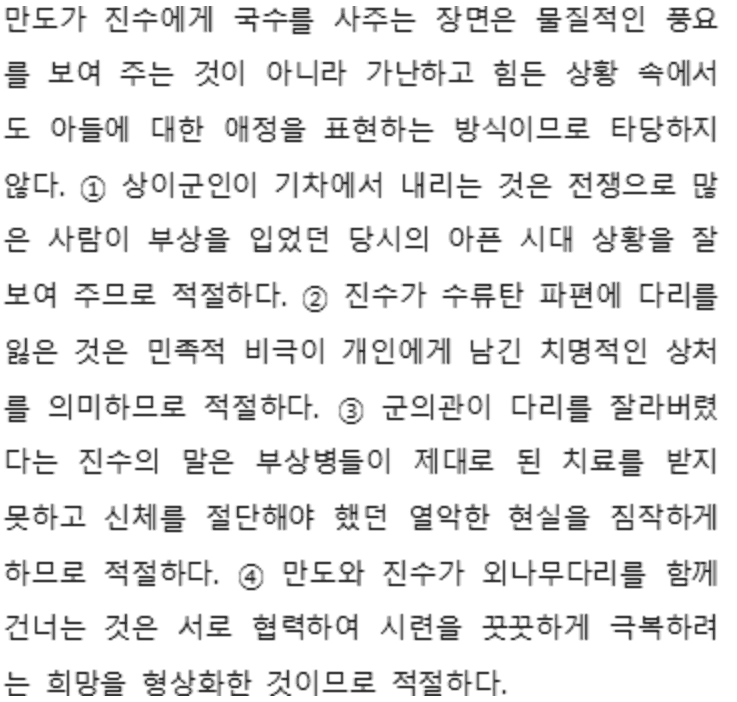 만도가 진수에게 국수를 사주는 장면은 물질적인 풍요
를 보여 주는 것이 아니라 가난하고 힘든 상황 속에서
도 아들에 대한 애정을 표현하는 방식이므로 타당하지
않다. ① 상이군인이 기차에서 내리는 것은 전쟁으로 많
은 사람이 부상을 입었던 당시의 아픈 시대 상황을 잘
보여 주므로 적절하다. ② 진수가 수류탄 파편에 다리를
잃은 것은 민족적 비극이 개인에게 남긴 치명적인 상처
를 의미하므로 적절하다. ③ 군의관이 다리를 잘라버렸
다는 진수의 말은 부상병들이 제대로 된 치료를 받지
못하고 신체를 절단해야 했던 열악한 현실을 짐작하게
하므로 적절하다. ④ 만도와 진수가 외나무다리를 함께
건너는 것은 서로 협력하여 시련을 꿋꿋하게 극복하려
는 희망을 형상화한 것이므로 적절하다.